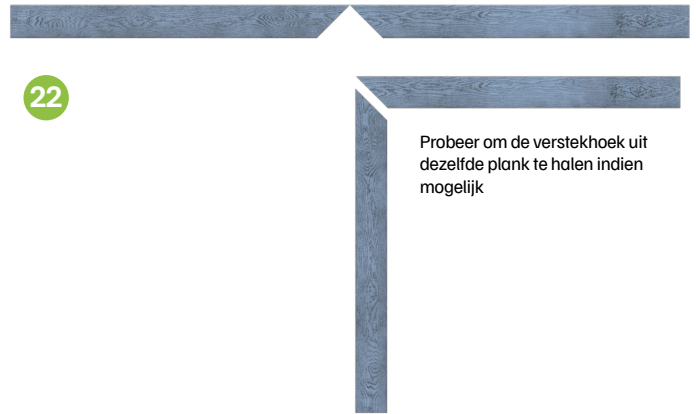 22
Probeer om de verstekhoek uit
dezelfde plank te halen indien
mogelijk